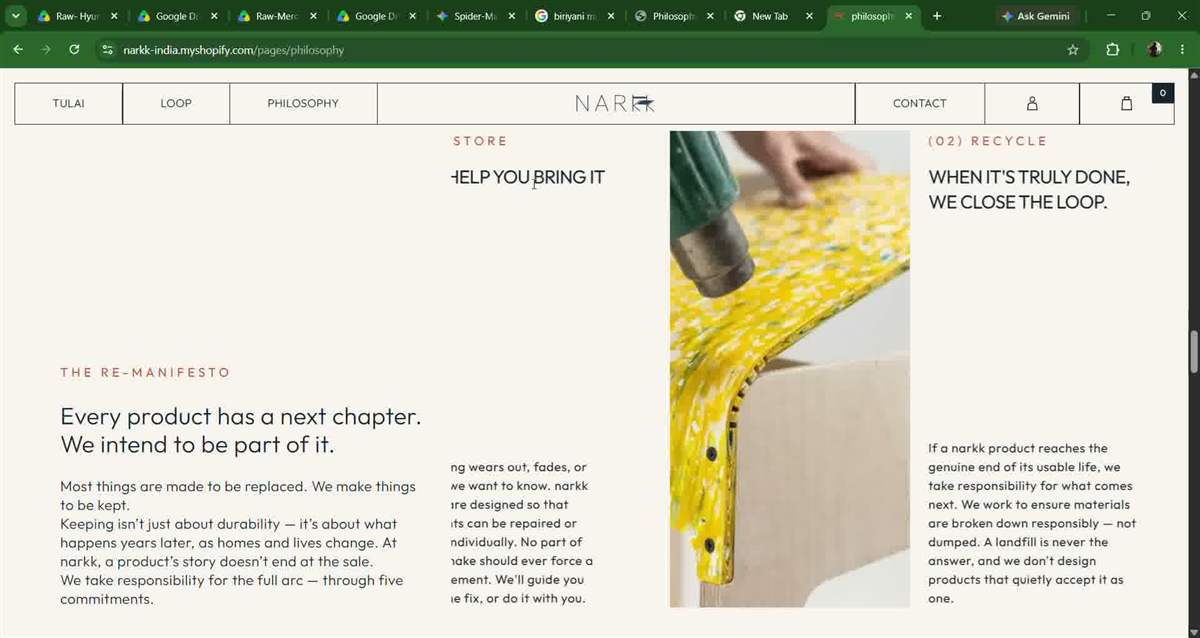 Raw- Hyu
Google D
Raw-Merc
Google Dr
Spider-Ma
biriyani m
Philosoph
New Tab
philosoph
Ask Gemini
narkk-india.myshopify.com/pages/philosophy
TULAI
LOOP
PHILOSOPHY
NARKK
CONTACT
0
THE RE-MANIFESTO
Every product has a next chapter.
We intend to be part of it.
Most things are made to be replaced. We make things
to be kept.
Keeping isn't just about durability — it's about what
happens years later, as homes and lives change. At
narkk, a product's story doesn't end at the sale.
We take responsibility for the full arc — through five
commitments.
STORE
HELP YOU BRING IT
ng wears out, fades, or
we want to know. narkk
are designed so that
ts can be repaired or
ndividually. No part of
make should ever force a
ement. We'll guide you
e fix, or do it with you.
(02) RECYCLE
WHEN IT'S TRULY DONE,
WE CLOSE THE LOOP.
If a narkk product reaches the
genuine end of its usable life, we
take responsibility for what comes
next. We work to ensure materials
are broken down responsibly — not
dumped. A landfill is never the
answer, and we don't design
products that quietly accept it as
one.